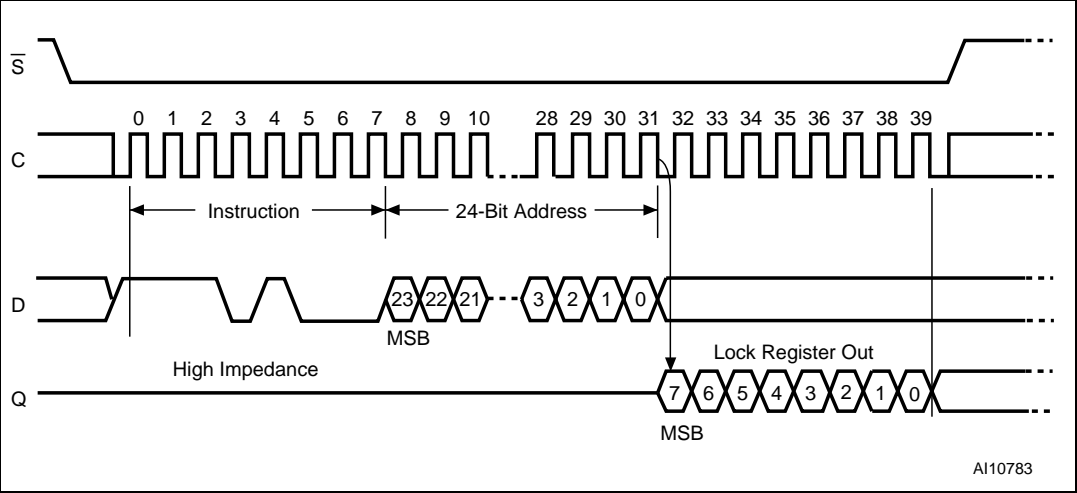 S
0 1 2 3 4 5 6 7 8 9 10 28 29 30 31 32 33 34 35 36 37 38 39
C
Instruction 24-Bit Address
D
23 22 21 3 2 1 0
MSB
High Impedance
Lock Register Out
Q
7 6 5 4 3 2 1 0
MSB
AI10783